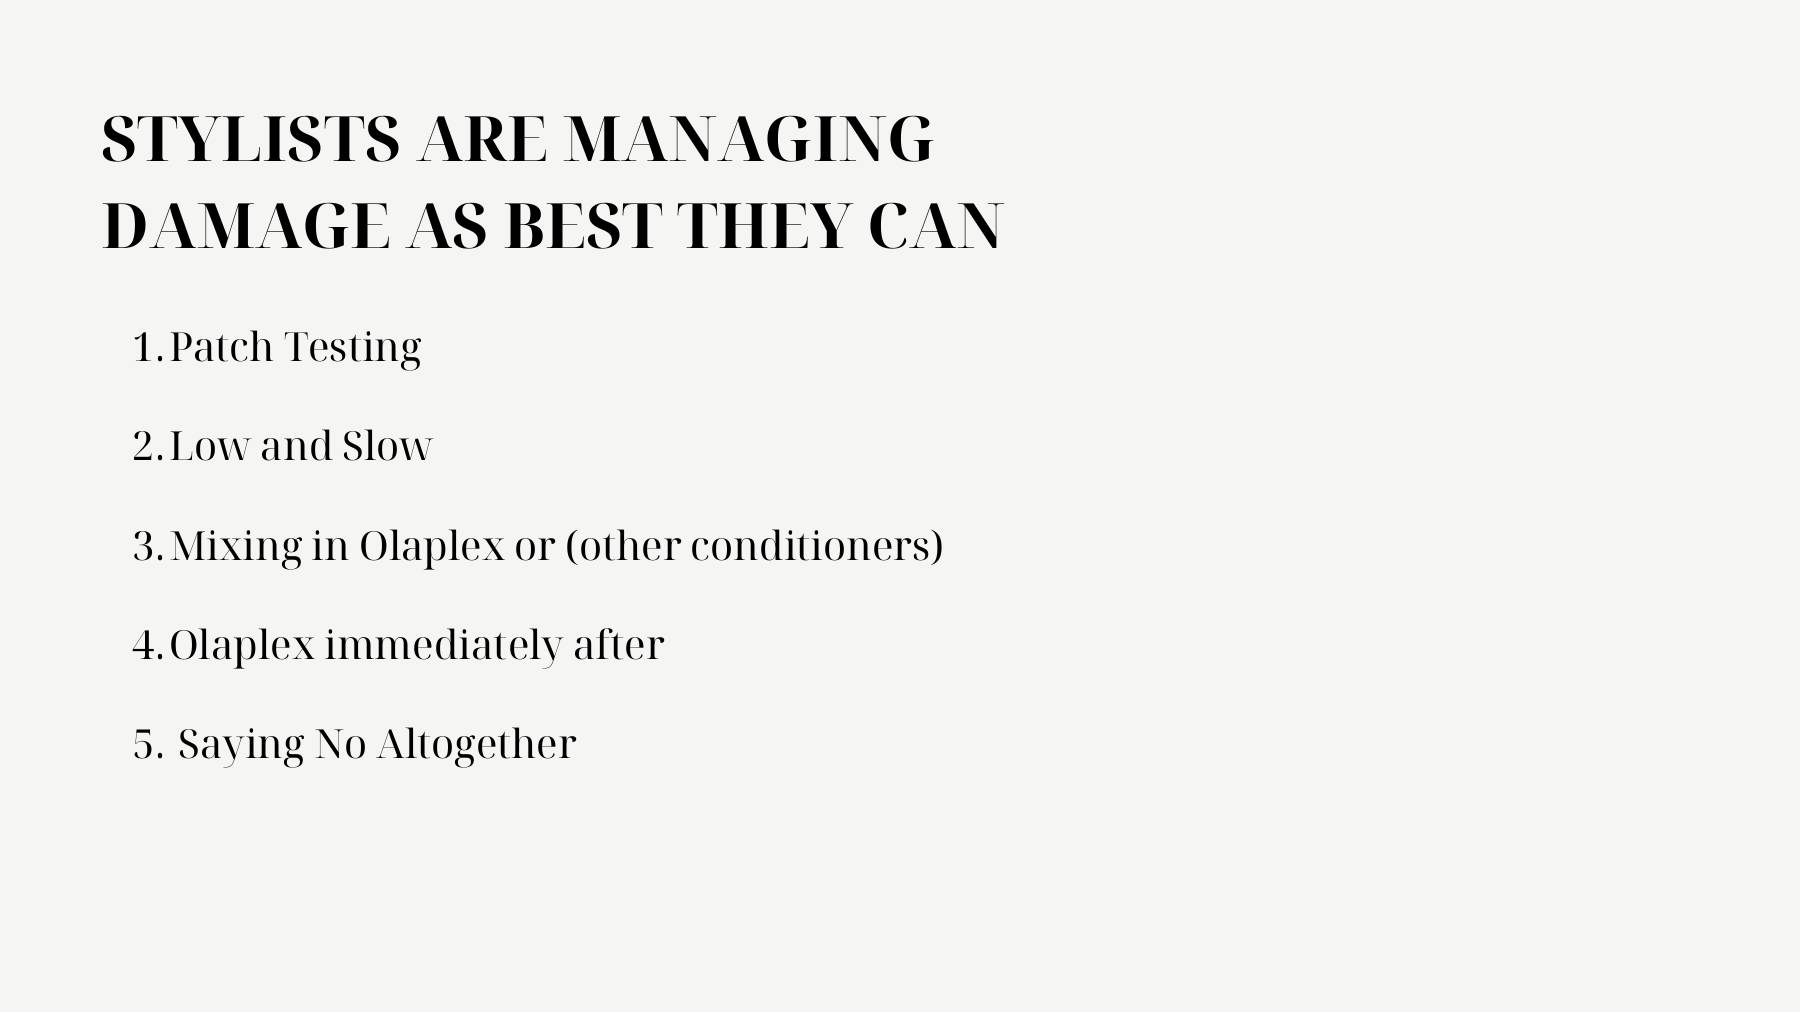 STYLISTS ARE MANAGING
DAMAGE AS BEST THEY CAN
1. Patch Testing
2. Low and Slow
3. Mixing in Olaplex or (other conditioners)
4. Olaplex immediately after
5. Saying No Altogether